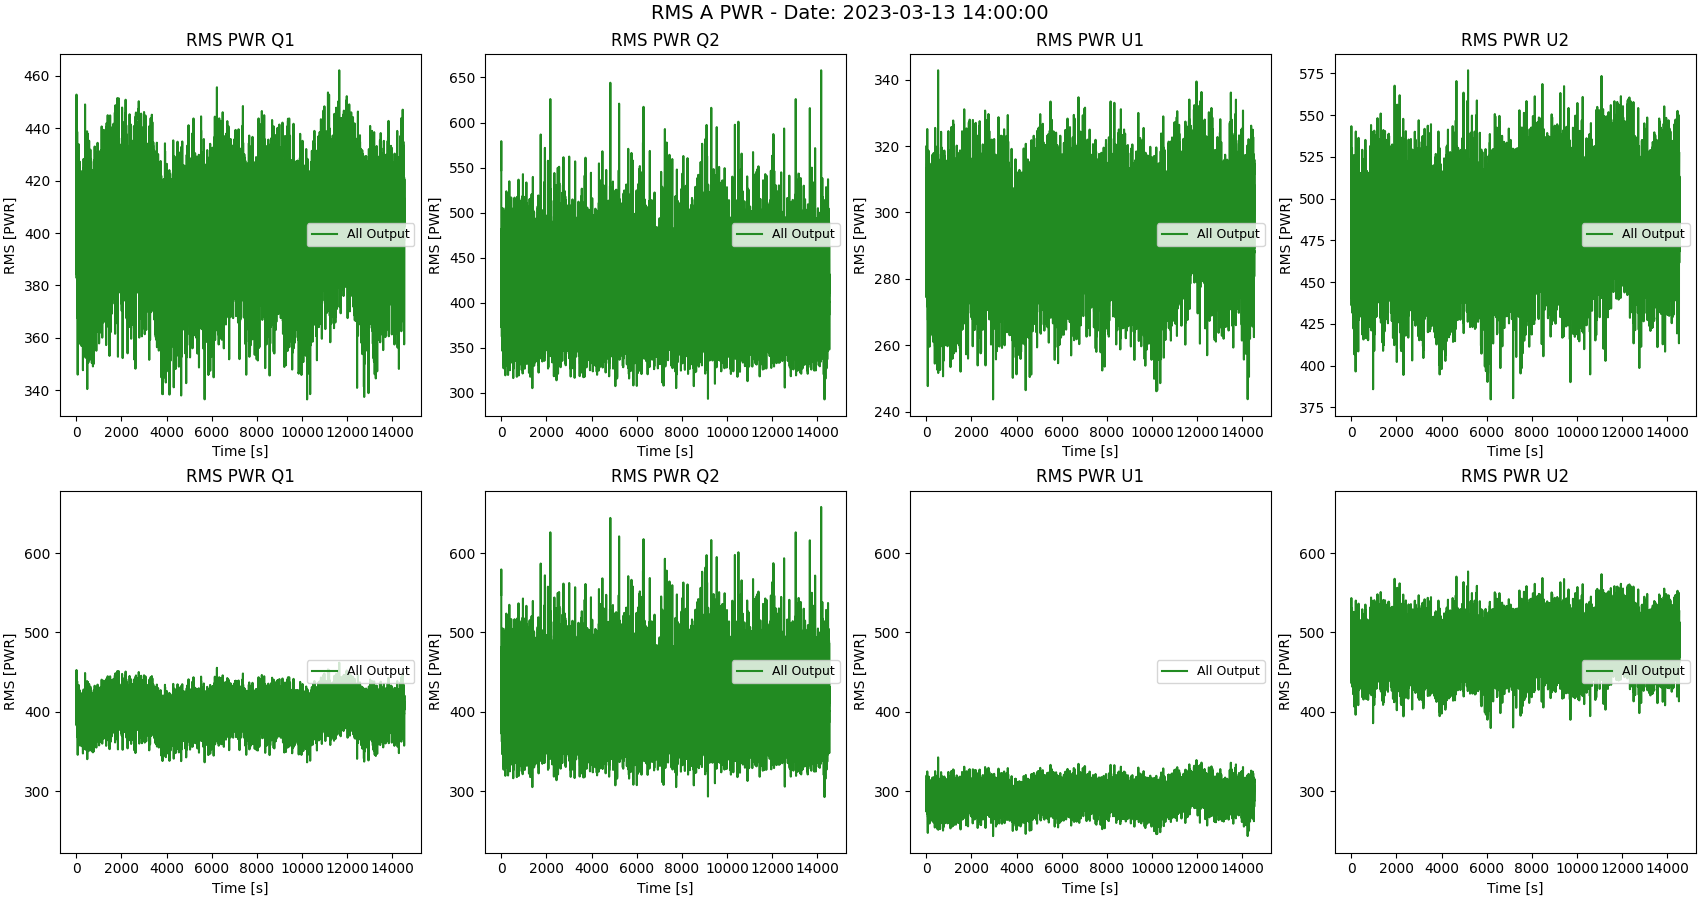 RMS A PWR - Date: 2023-03-13 14:00:00
RMS PWR Q1
RMS [PWR]
460
440
420
400
380
360
340
All Output
0 2000 4000 6000 8000 10000 12000 14000
Time [s]
RMS PWR Q2
RMS [PWR]
650
600
550
500
450
400
350
300
All Output
0 2000 4000 6000 8000 10000 12000 14000
Time [s]
RMS PWR U1
RMS [PWR]
340
320
300
280
260
240
All Output
0 2000 4000 6000 8000 10000 12000 14000
Time [s]
RMS PWR U2
RMS [PWR]
575
550
525
500
475
450
425
400
375
All Output
0 2000 4000 6000 8000 10000 12000 14000
Time [s]
RMS PWR Q1
RMS [PWR]
600
500
400
300
All Output
0 2000 4000 6000 8000 10000 12000 14000
Time [s]
RMS PWR Q2
RMS [PWR]
600
500
400
300
All Output
0 2000 4000 6000 8000 10000 12000 14000
Time [s]
RMS PWR U1
RMS [PWR]
600
500
400
300
All Output
0 2000 4000 6000 8000 10000 12000 14000
Time [s]
RMS PWR U2
RMS [PWR]
600
500
400
300
All Output
0 2000 4000 6000 8000 10000 12000 14000
Time [s]